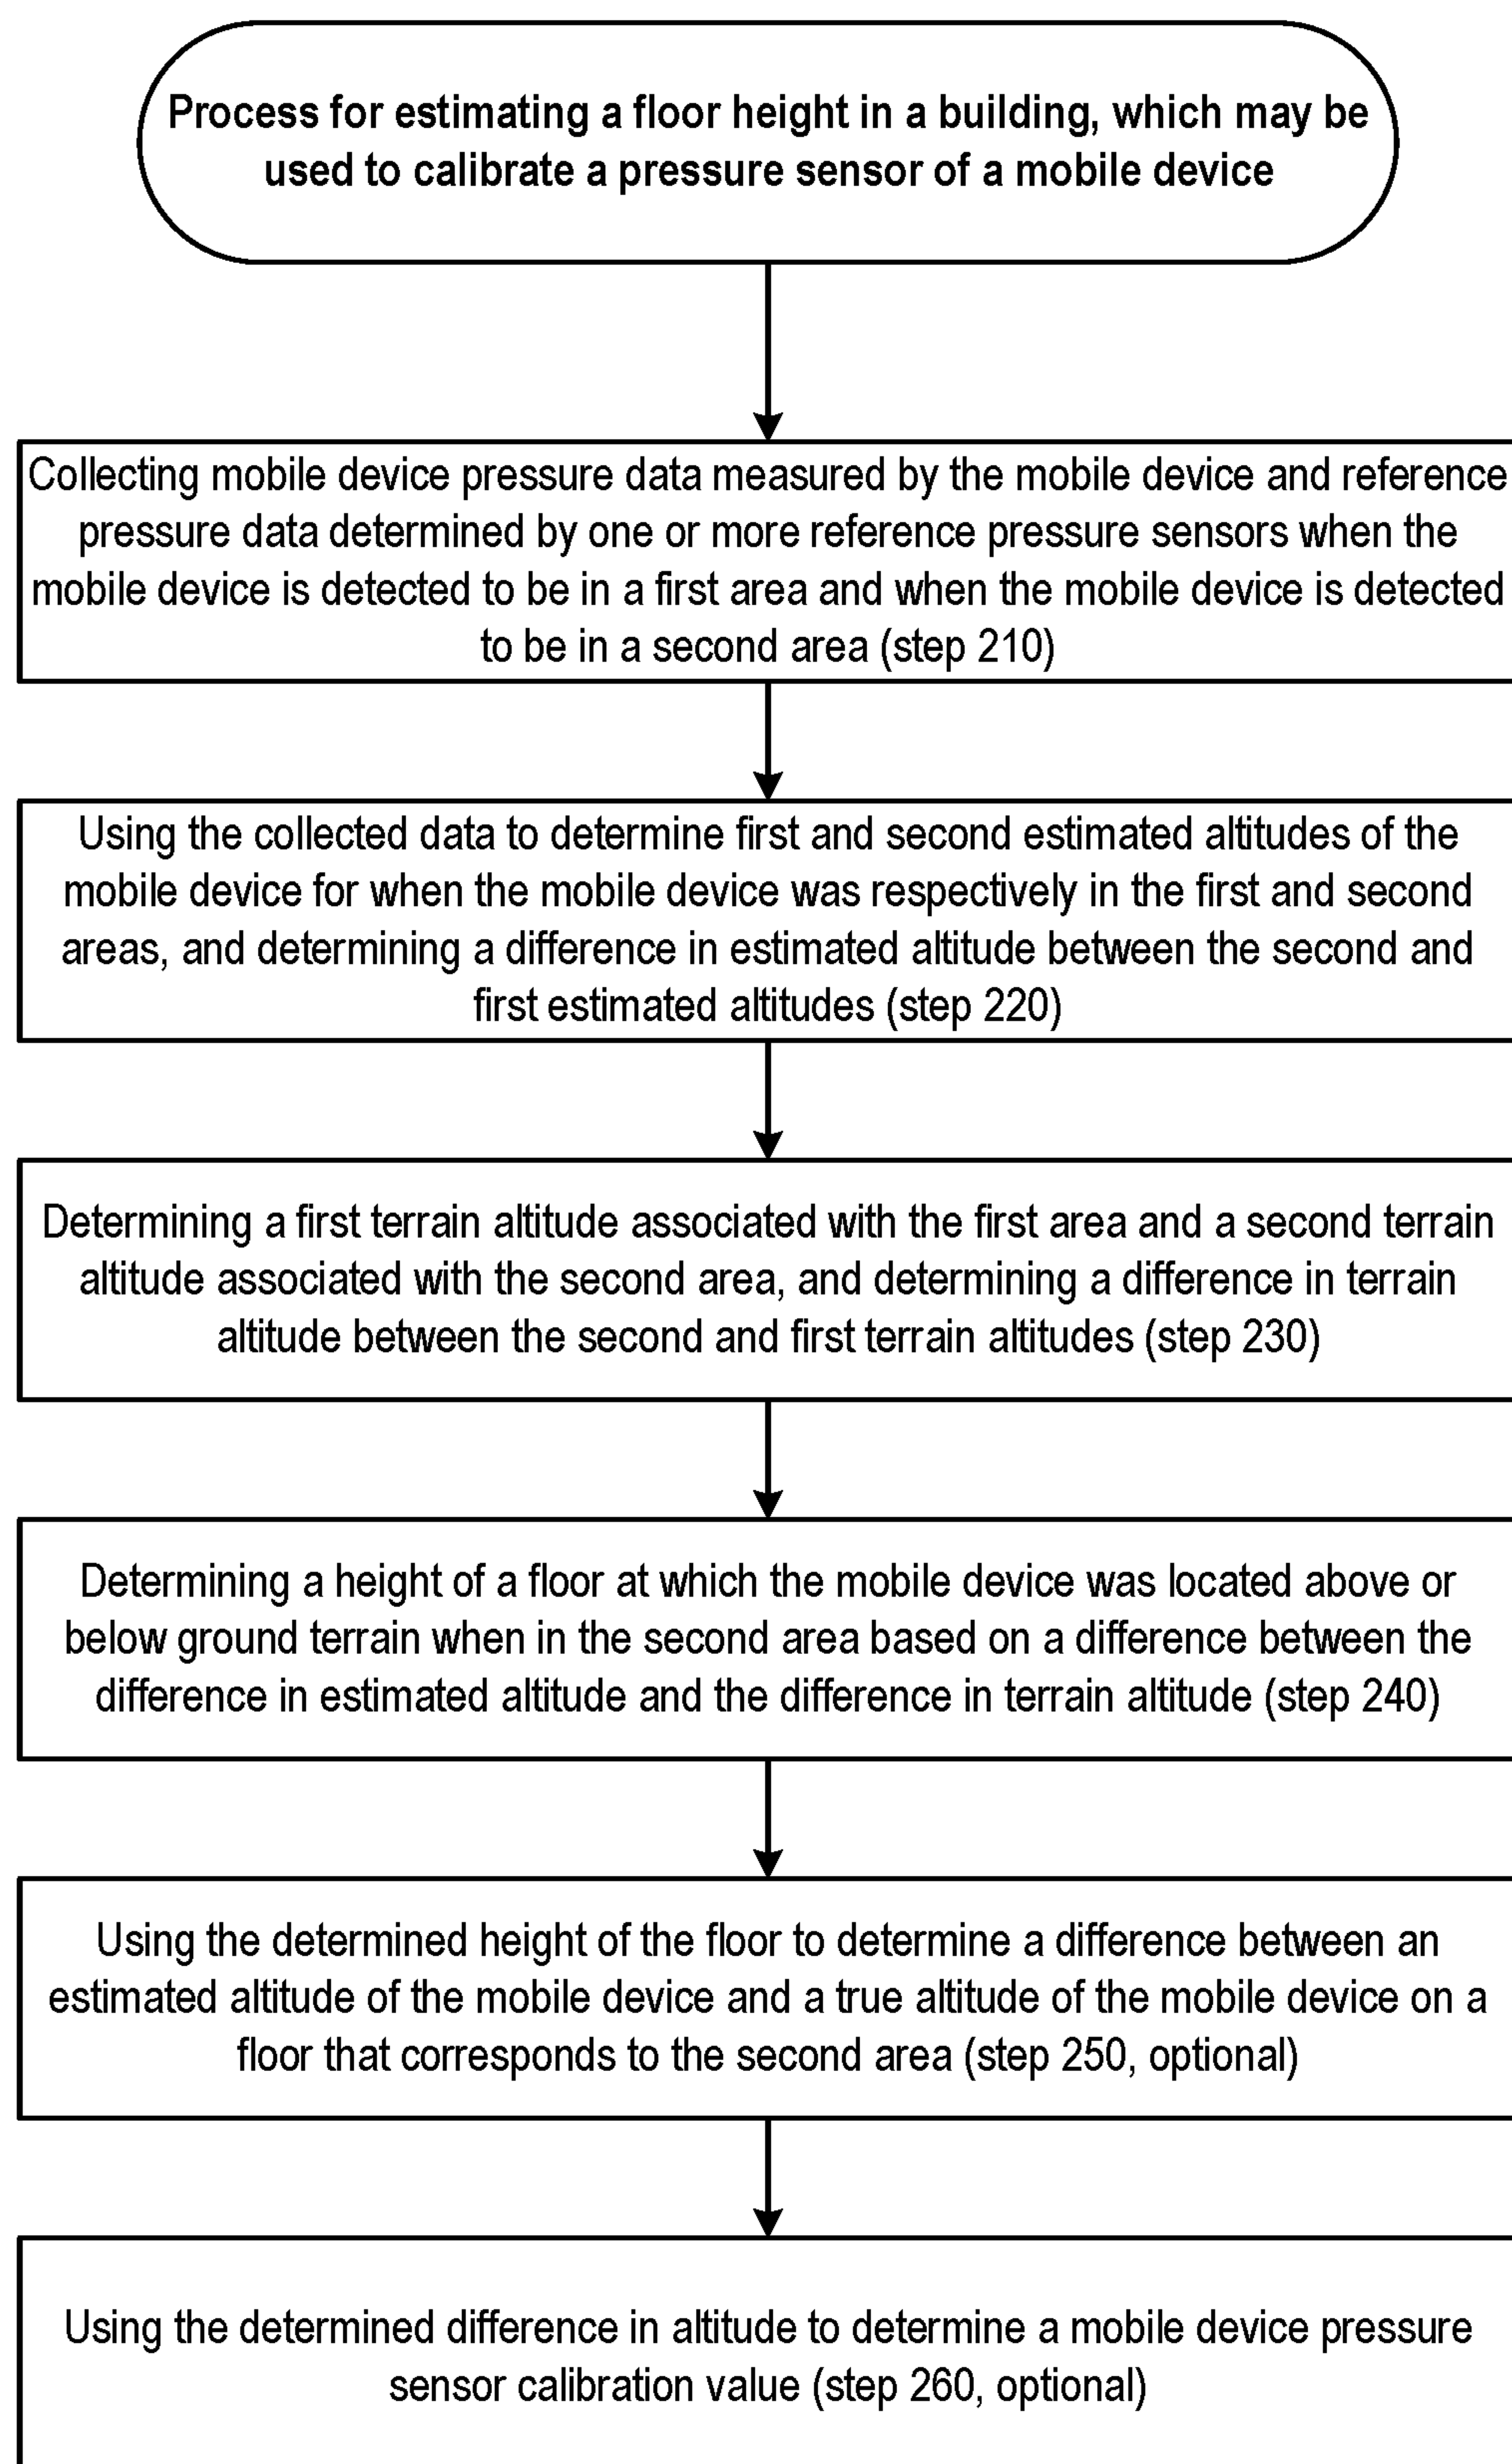 Process for estimating a floor height in a building, which may be
used to calibrate a pressure sensor of a mobile device
Collecting mobile device pressure data measured by the mobile device and reference
pressure data determined by one or more reference pressure sensors when the
mobile device is detected to be in a first area and when the mobile device is detected
to be in a second area (step 210)
Using the collected data to determine first and second estimated altitudes of the
mobile device for when the mobile device was respectively in the first and second
areas, and determining a difference in estimated altitude between the second and
first estimated altitudes (step 220)
Determining a first terrain altitude associated with the first area and a second terrain
altitude associated with the second area, and determining a difference in terrain
altitude between the second and first terrain altitudes (step 230)
Determining a height of a floor at which the mobile device was located above or
below ground terrain when in the second area based on a difference between the
difference in estimated altitude and the difference in terrain altitude (step 240)
Using the determined height of the floor to determine a difference between an
estimated altitude of the mobile device and a true altitude of the mobile device on a
floor that corresponds to the second area (step 250, optional)
Using the determined difference in altitude to determine a mobile device pressure
sensor calibration value (step 260, optional)